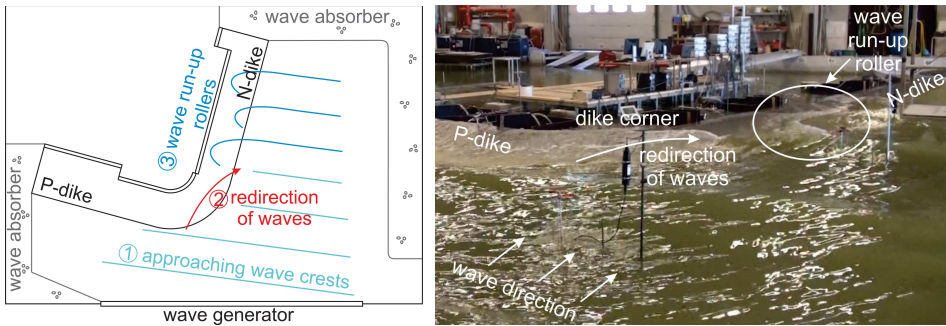 wave absorber
N-dike
③ wave run-up
rollers
P-dike
② redirection
of waves
wave absorber
① approaching wave crests
wave generator
wave
run-up
roller
N-dike
dike corner
P-dike
redirection
of waves
wave direction